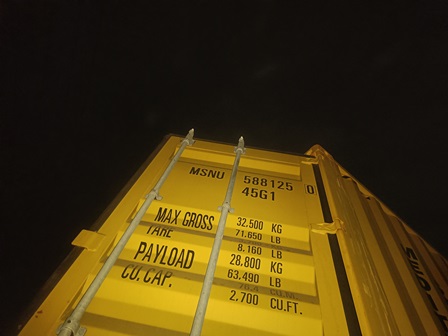 MSNU 588125 0
45G1
MAX GROSS 32.500 KG
71.650 LB
TARE
8.160 LB
PAYLOAD 28.800 KG
63.490 LB
CU. CAP.
2.700 CU.FT.